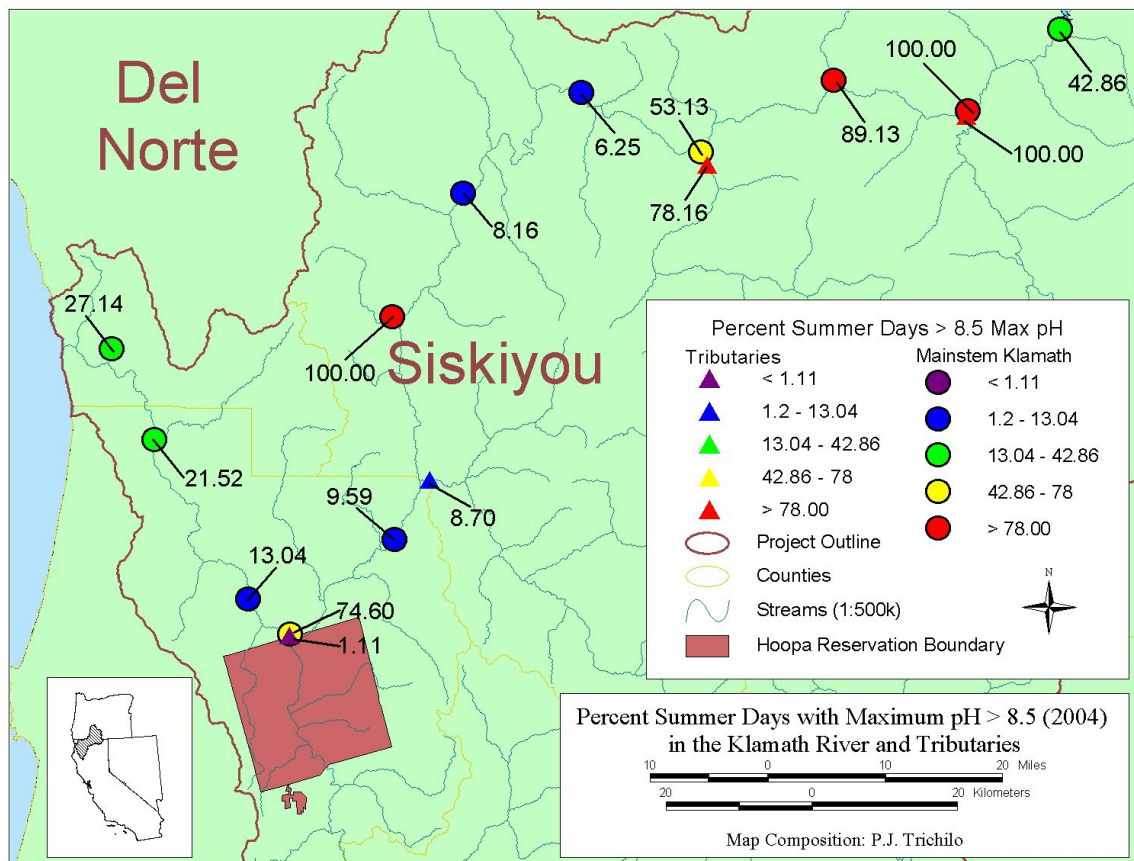 Del
Norte
100.00
42.86
53.13
6.25
89.13
100.00
78.16
8.16
27.14
100.00
Siskiyou
21.52
9.59
8.70
13.04
74.60
1.11
Percent Summer Days > 8.5 Max pH
Tributaries
< 1.11
1.2 - 13.04
13.04 - 42.86
42.86 - 78
> 78.00
Mainstem Klamath
< 1.11
1.2 - 13.04
13.04 - 42.86
42.86 - 78
> 78.00
Project Outline
Counties
Streams (1:500k)
Hoopa Reservation Boundary
N
Percent Summer Days with Maximum pH > 8.5 (2004)
in the Klamath River and Tributaries
10 0 10 20 Miles
20 0 20 Kilometers
Map Composition: P.J. Trichilo